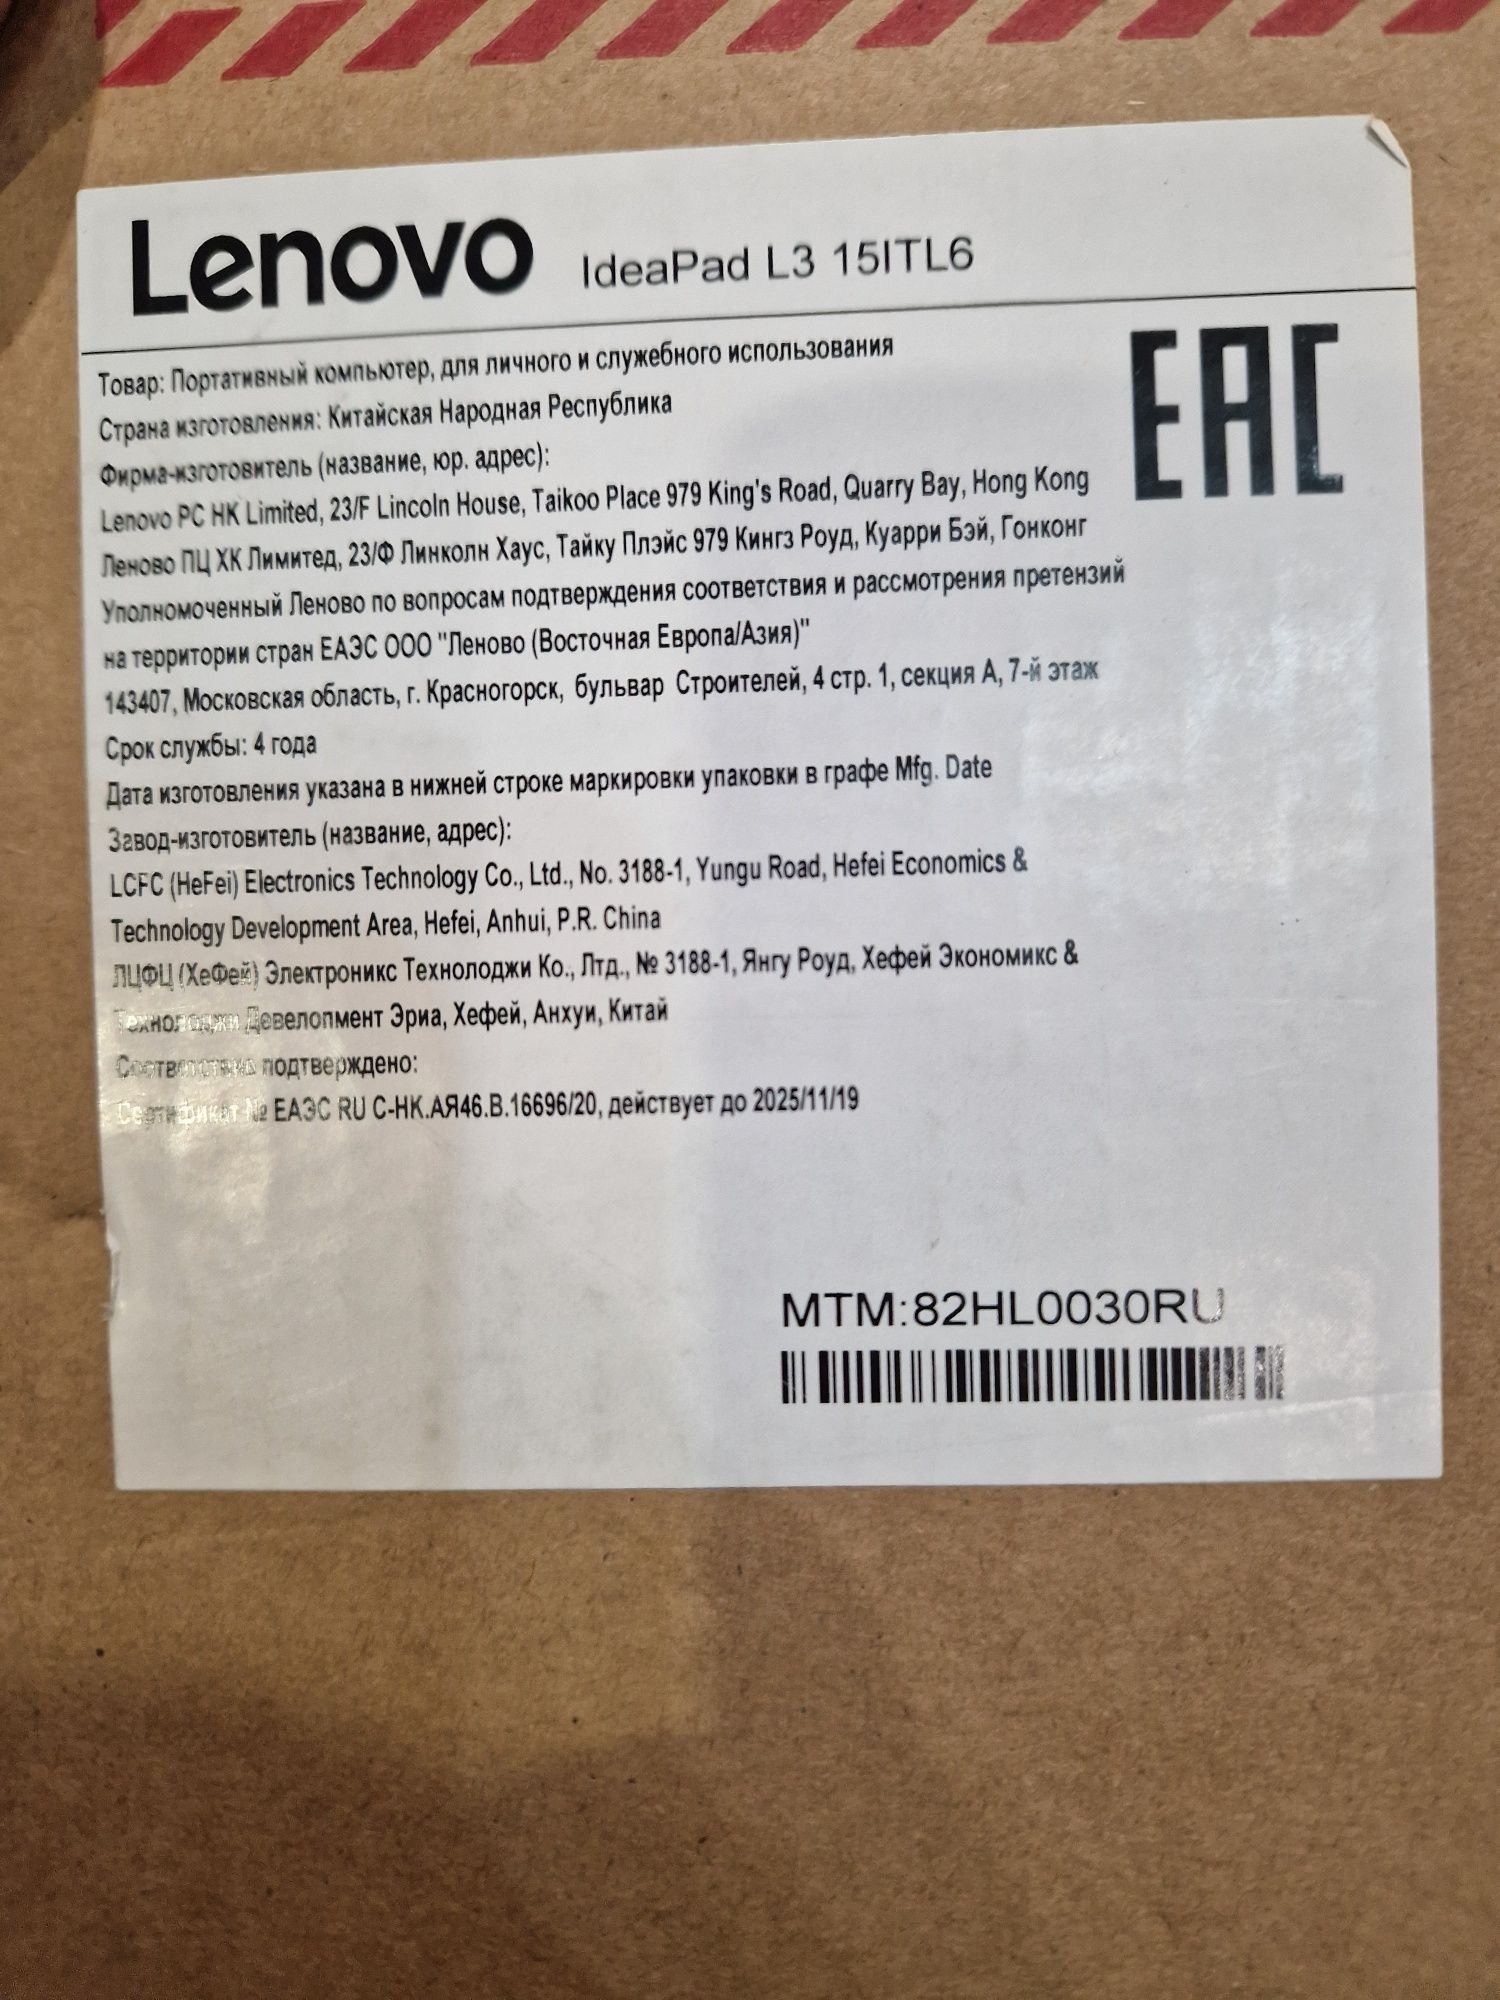 Lenovo IdeaPad L3 15ITL6
EAC
Товар: Портативный компьютер, для личного и служебного использования
Страна изготовления: Китайская Народная Республика
Фирма-изготовитель (название, юр. адрес):
Lenovo PC HK Limited, 23/F Lincoln House, Taikoo Place 979 King's Road, Quarry Bay, Hong Kong
Леново ПЦ ХК Лимитед, 23/Ф Линколн Хаус, Тайку Плэйс 979 Кингз Роуд, Куарри Бэй, Гонконг
Уполномоченный Леново по вопросам подтверждения соответствия и рассмотрения претензий
на территории стран ЕАЭС ООО "Леново (Восточная Европа/Азия)"
143407, Московская область, г. Красногорск, бульвар Строителей, 4 стр. 1, секция А, 7-й этаж
Срок службы: 4 года
Дата изготовления указана в нижней строке маркировки упаковки в графе Mfg. Date
Завод-изготовитель (название, адрес):
LCFC (HeFei) Electronics Technology Co., Ltd., No. 3188-1, Yungu Road, Hefei Economics &
Technology Development Area, Hefei, Anhui, P.R. China
ЛЦФЦ (ХеФей) Электроникс Технолоджи Ко., Лтд., № 3188-1, Янгу Роуд, Хефей Экономикс &
Технолоджи Девелопмент Эриа, Хефей, Анхуи, Китай
Соответствие подтверждено:
Сертификат № ЕАЭС RU С-HK.АЯ46.В.16696/20, действует до 2025/11/19
MTM:82HL0030RU